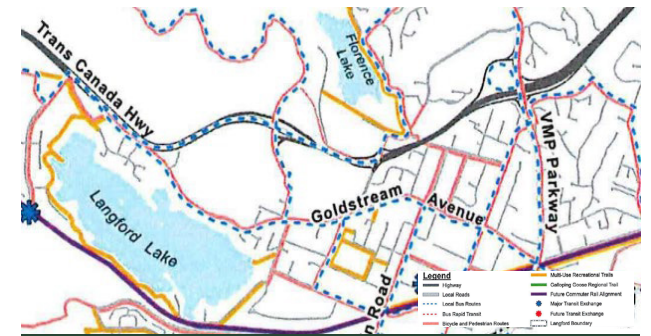 Trans Canada Hwy
Florence
Lake
VMP Parkway
Goldstream
Avenue
Langford Lake
n Road
Legend
Highway
Local Roads
Local Bus Routes
Bus Rapid Transit
Bicycle and Pedestrian Routes
Multi-Use Recreational Trails
Galloping Goose Regional Trail
Future Commuter Rail Alignment
Major Transit Exchange
Future Transit Exchange
Langford Boundary